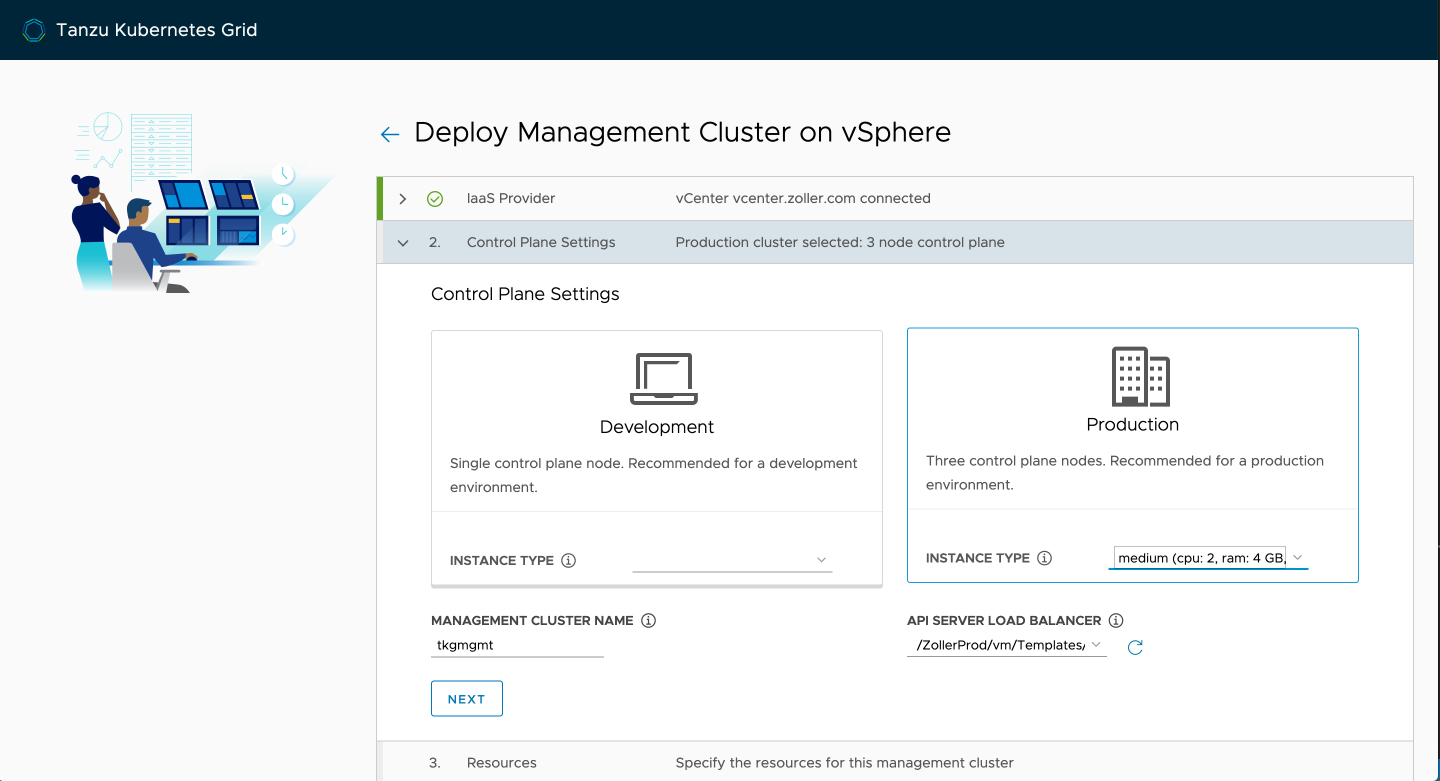 Tanzu Kubernetes Grid
Deploy Management Cluster on vSphere
IaaS Provider vCenter vcenter.zoller.com connected
2. Control Plane Settings Production cluster selected: 3 node control plane
Control Plane Settings
Development
Single control plane node. Recommended for a development
environment.
INSTANCE TYPE
Production
Three control plane nodes. Recommended for a production
environment.
INSTANCE TYPE medium (cpu: 2, ram: 4 GB,
MANAGEMENT CLUSTER NAME
tkgmgmt
API SERVER LOAD BALANCER
/ZollerProd/vm/Templates/
NEXT
3. Resources Specify the resources for this management cluster